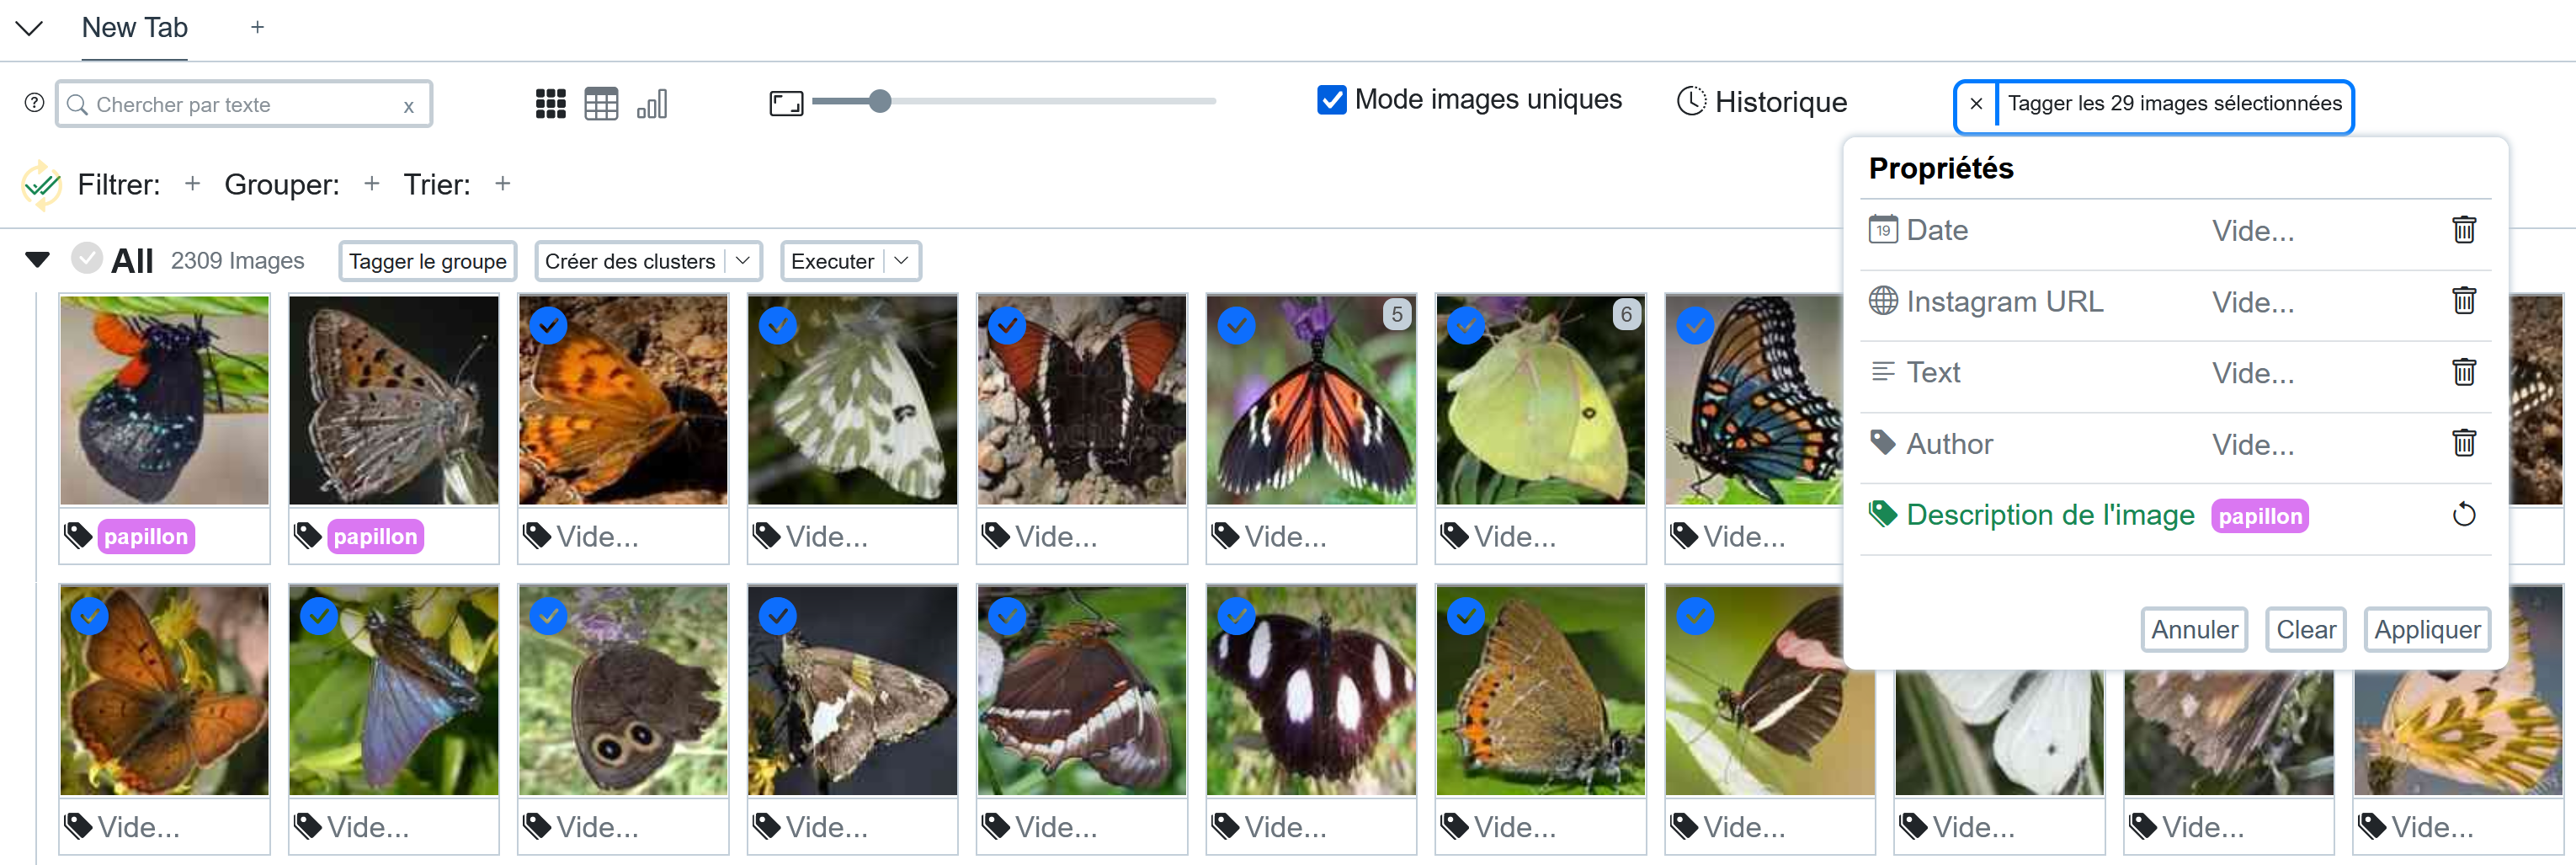 New Tab +
? Chercher par texte x
Mode images uniques
Historique
× Tagger les 29 images sélectionnées
Filtrer: + Grouper: + Trier: +
All 2309 Images Tagger le groupe Créer des clusters Executer
Propriétés
19 Date Vide...
Instagram URL Vide...
Text Vide...
Author Vide...
Description de l'image papillon
Annuler Clear Appliquer
5 6
papillon papillon Vide... Vide... Vide... Vide... Vide... Vide...
Vide... Vide... Vide... Vide... Vide... Vide... Vide... Vide... Vide... Vide... Vide...